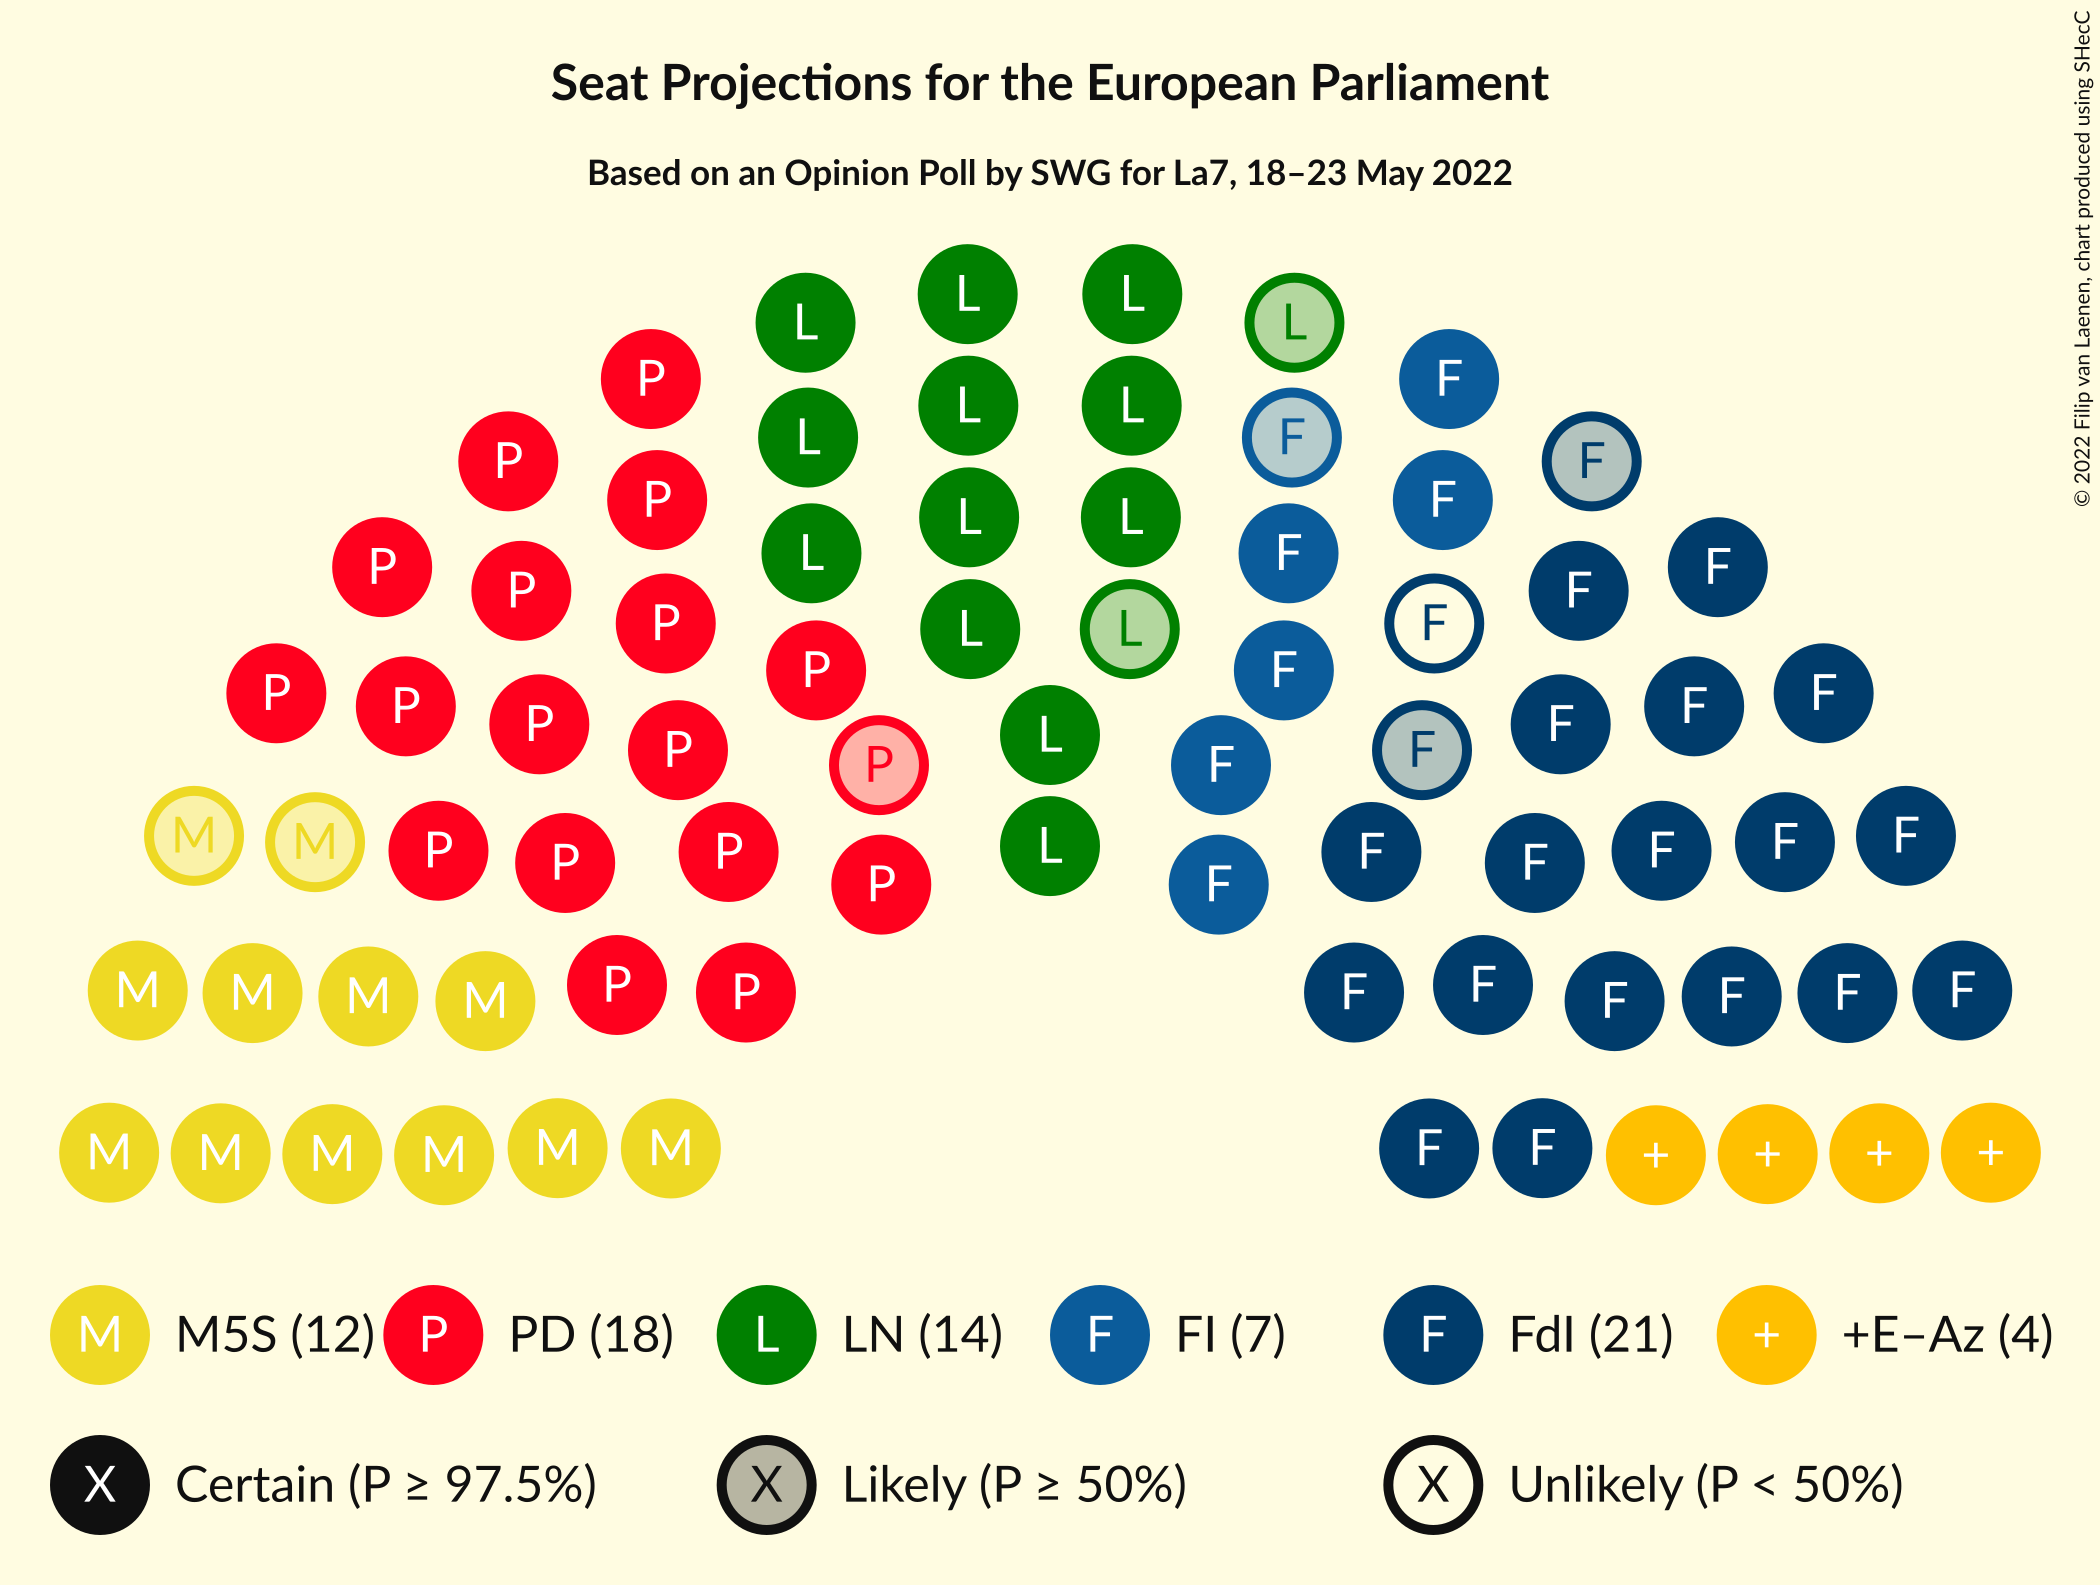 Seat Projections for the European Parliament
Based on an Opinion Poll by SWG for La7, 18–23 May 2022
© 2022 Filip van Laenen, chart produced using SHecC
L L
L L
P F
L L
L F
P F
P F
L L
L F
P P F F
P F
P L L F
P F
P P F F
P P F F
P P L F F F
M M P P P P L F F F F F F
P F
M M M M P P F F F F F F
M M M M M M F F + + + +
M M5S (12) P PD (18) L LN (14) F FI (7) F FdI (21) + +E–Az (4)
X Certain (P ≥ 97.5%) X Likely (P ≥ 50%) X Unlikely (P < 50%)